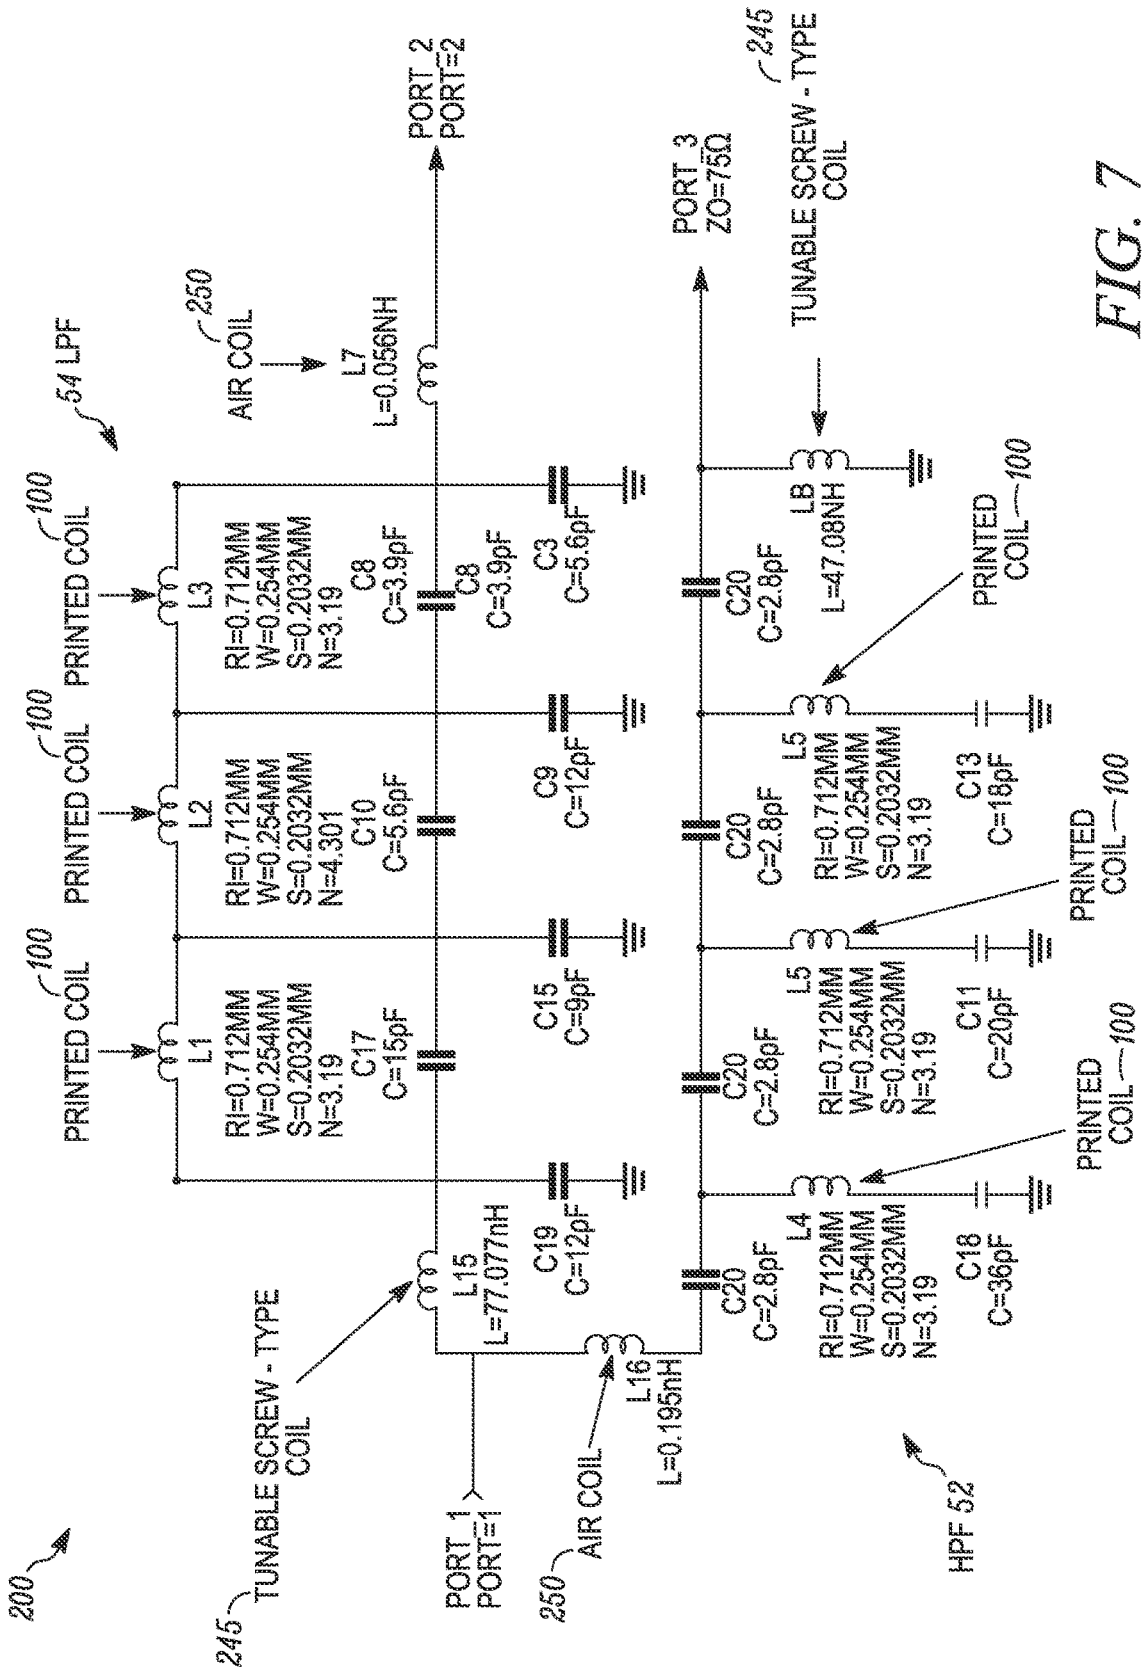 200
245
TUNABLE SCREW - TYPE
COIL
PORT_1
PORT=1
250
AIR COIL
HPF 52
L15
L=77.077nH
L16
L=0.195nH
PRINTED COIL
100
L1
RI=0.712MM
W=0.254MM
S=0.2032MM
N=3.19
PRINTED COIL
100
L2
RI=0.712MM
W=0.254MM
S=0.2032MM
N=4.301
PRINTED COIL
100
L3
RI=0.712MM
W=0.254MM
S=0.2032MM
N=3.19
54 LPF
AIR COIL
250
L7
L=0.056NH
PORT_2
PORT=2
C17
C=15pF
C10
C=5.6pF
C8
C=3.9pF
C8
C=3.9pF
C19
C=12pF
C15
C=9pF
C9
C=12pF
C3
C=5.6pF
C20
C=2.8pF
C20
C=2.8pF
C20
C=2.8pF
C20
C=2.8pF
PORT_3
ZO=75Ω
L4
RI=0.712MM
W=0.254MM
S=0.2032MM
N=3.19
C18
C=36pF
PRINTED
COIL
100
L5
RI=0.712MM
W=0.254MM
S=0.2032MM
N=3.19
C11
C=20pF
PRINTED
COIL
100
L5
RI=0.712MM
W=0.254MM
S=0.2032MM
N=3.19
C13
C=18pF
PRINTED
COIL
100
LB
L=47.08NH
245
TUNABLE SCREW - TYPE
COIL
FIG. 7